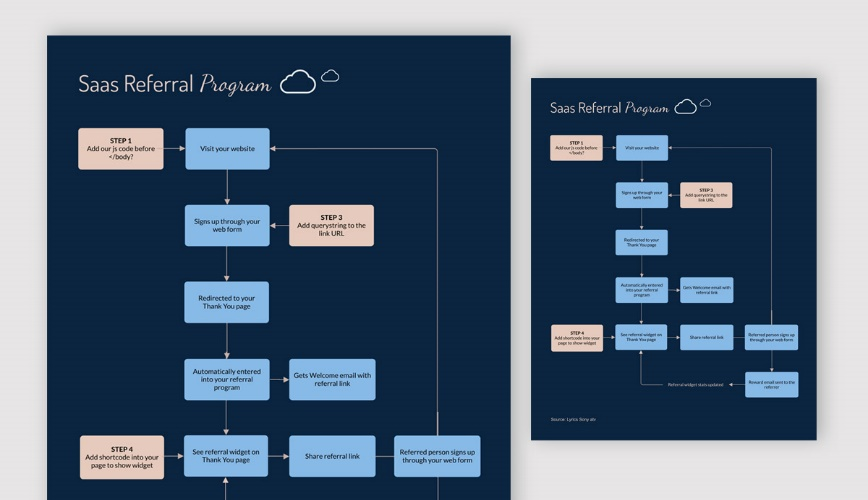 Saas Referral Program
STEP 1
Add our js code before
</body?
Visit your website
Signs up through your
web form
STEP 3
Add querystring to the
link URL
Redirected to your
Thank You page
Automatically entered
into your referral
program
Gets Welcome email with
referral link
STEP 4
Add shortcode into your
page to show widget
See referral widget on
Thank You page
Share referral link
Referred person signs up
through your web form
Saas Referral Program
STEP 1
Add our js code before
</body?
Visit your website
Signs up through your
web form
STEP 3
Add querystring to the
link URL
Redirected to your
Thank You page
Automatically entered
into your referral
program
Gets Welcome email with
referral link
STEP 4
Add shortcode into your
page to show widget
See referral widget on
Thank You page
Share referral link
Referred person signs up
through your web form
Reward email sent to the
referrer
Referral widget stats updated
Source: Lyrics Sony aln